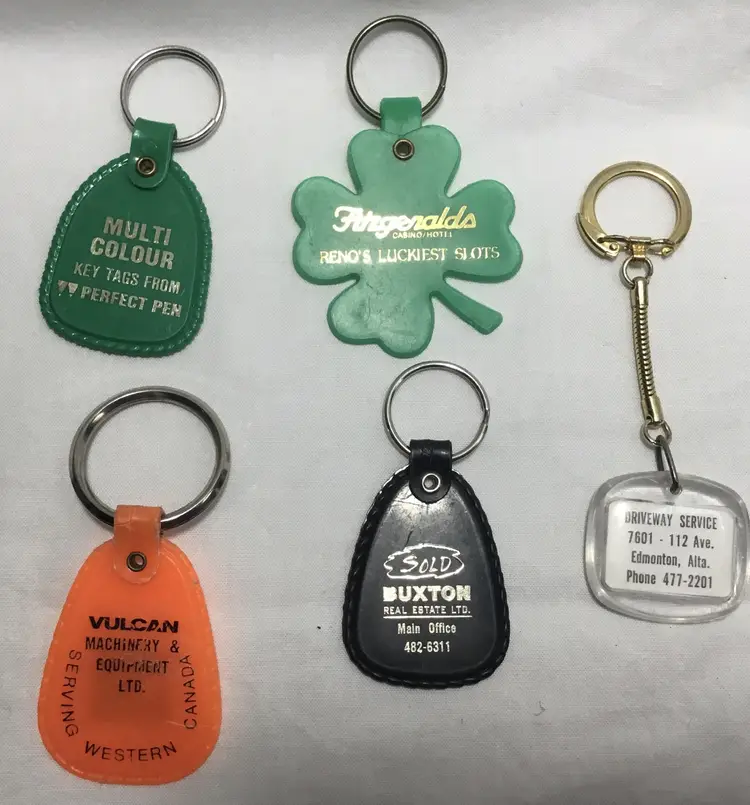 MULTI
COLOUR
KEY TAGS FROM
PERFECT PEN
Fitzgeralds
CASINO/HOTEL
RENO'S LUCKIEST SLOTS
DRIVEWAY SERVICE
7601 - 112 Ave.
Edmonton, Alta.
Phone 477-2201
VULCAN
MACHINERY &
EQUIPMENT
LTD.
SERVING WESTERN CANADA
SOLD
BUXTON
REAL ESTATE LTD.
Main Office
482-6311